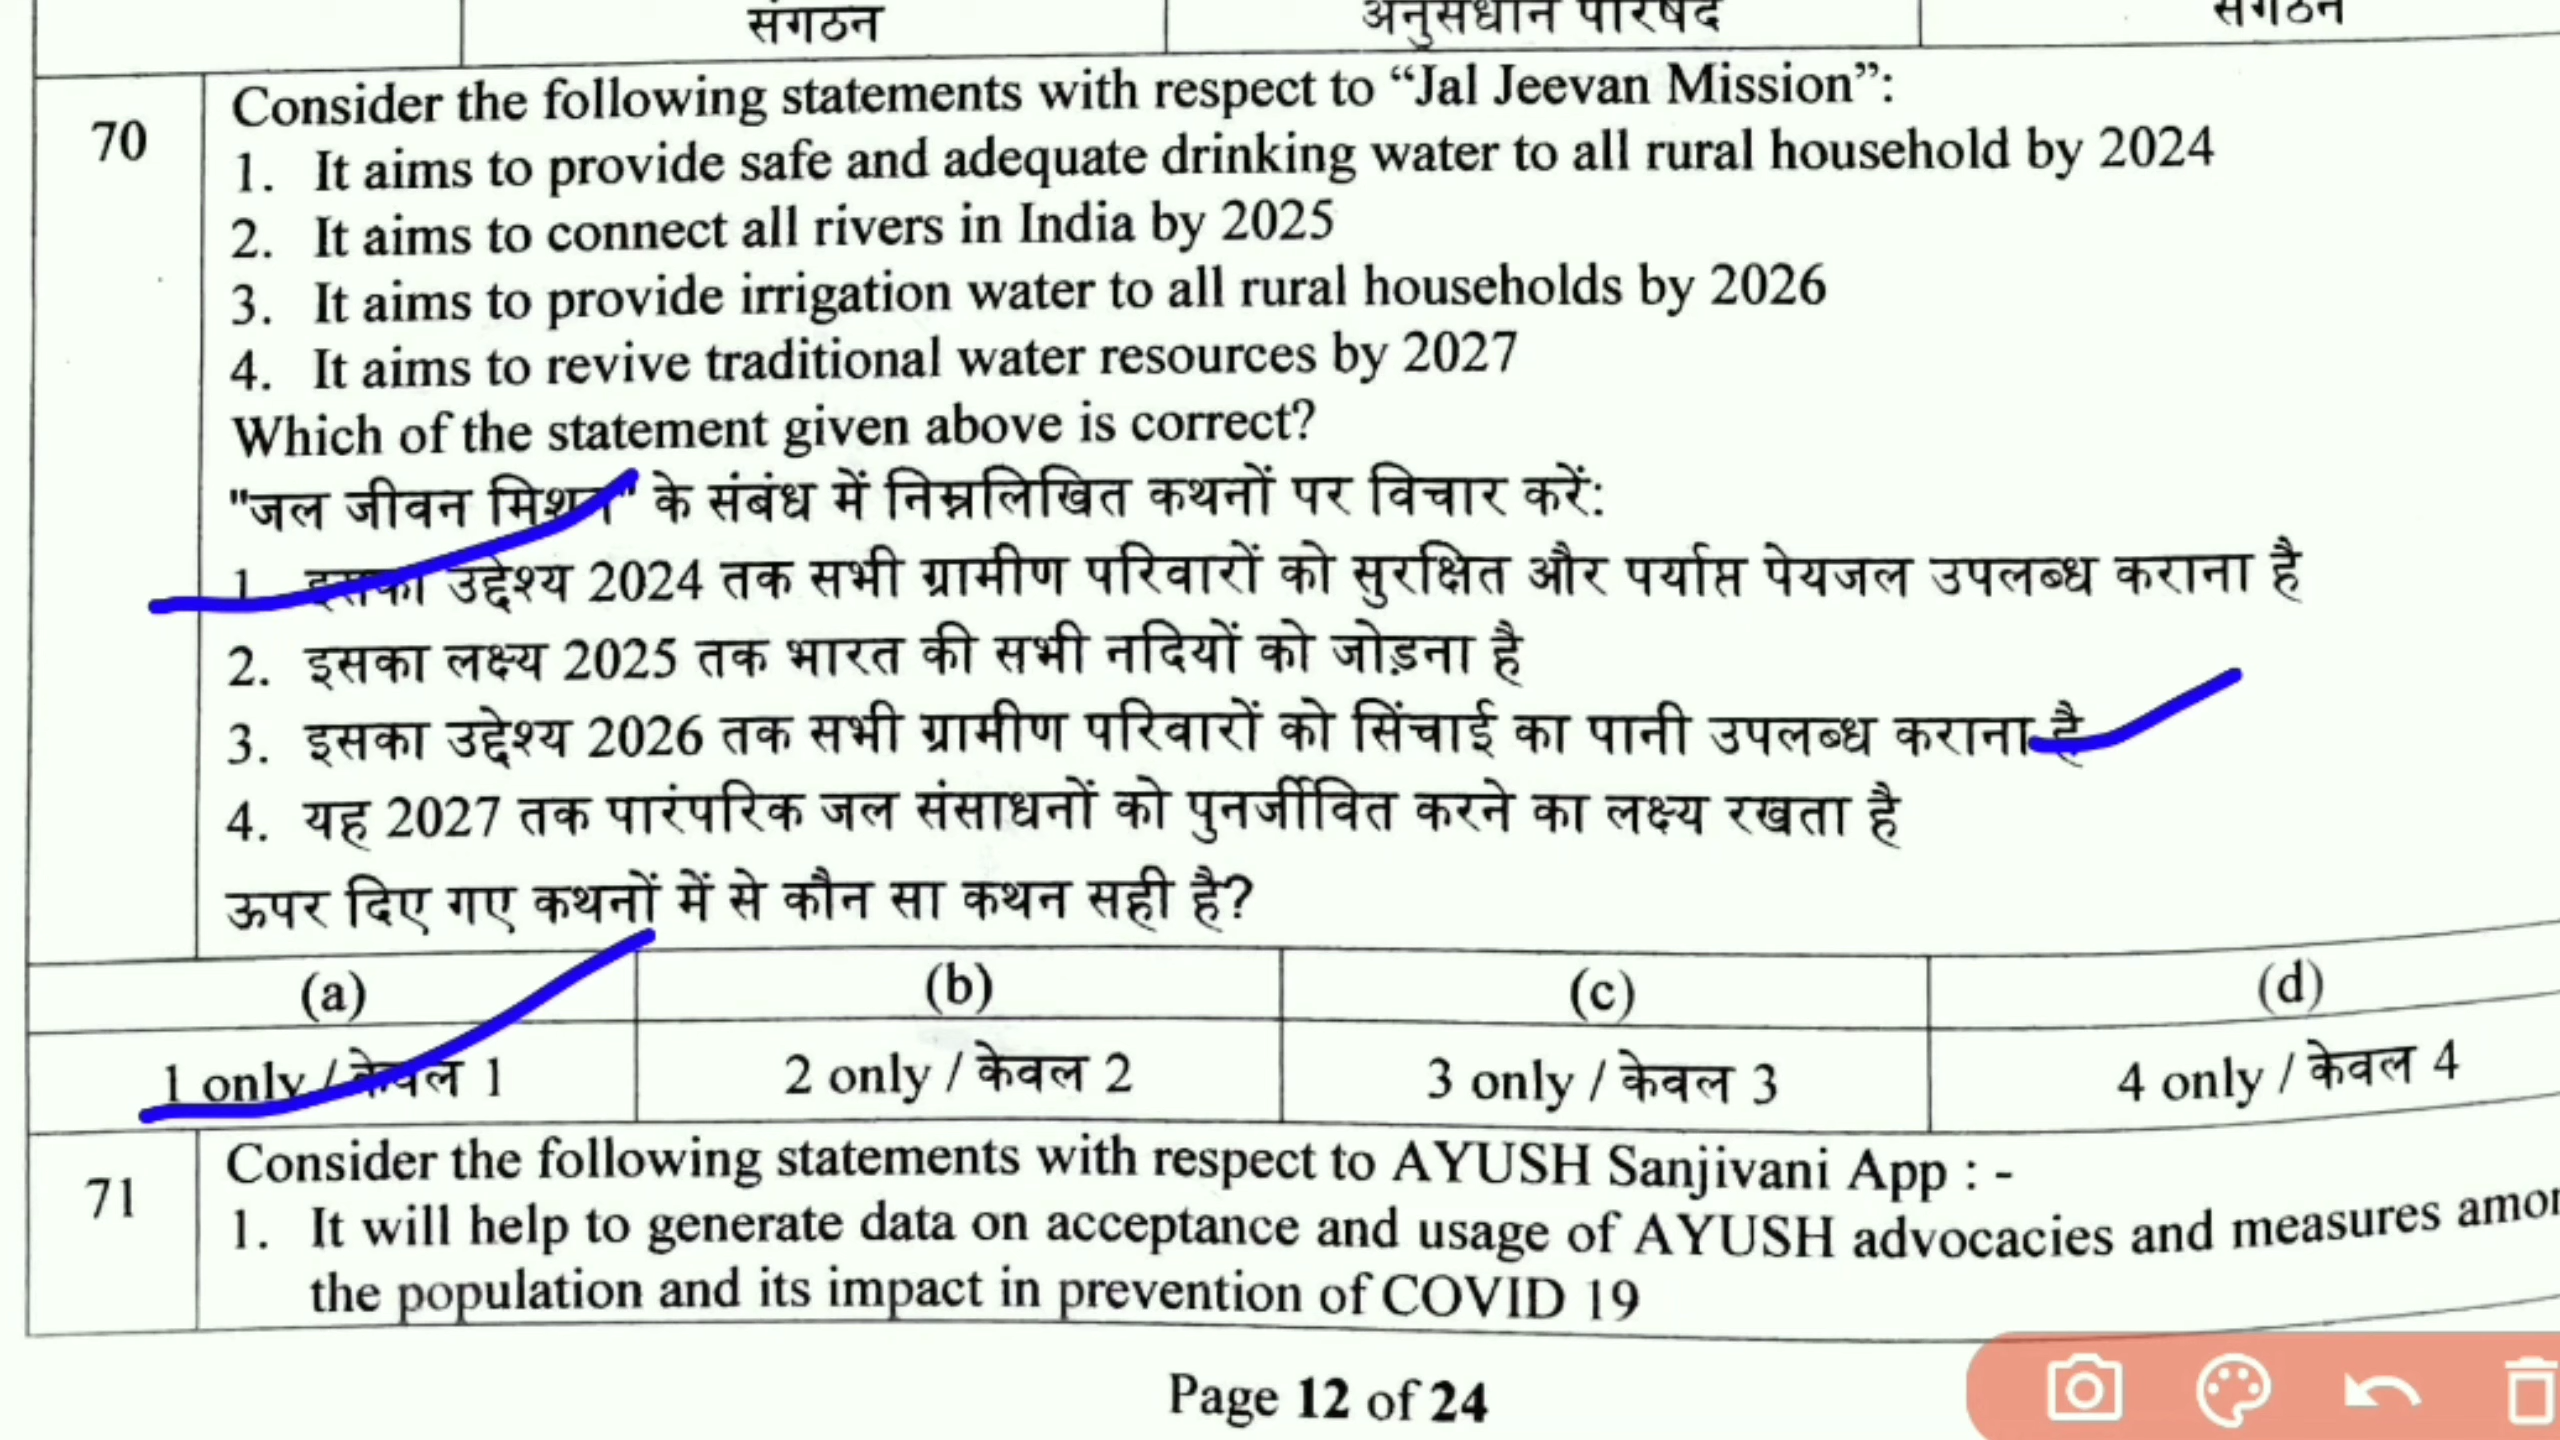 संगठन अनुसंधान परिषद संगठन
70 Consider the following statements with respect to “Jal Jeevan Mission”:
1. It aims to provide safe and adequate drinking water to all rural household by 2024
2. It aims to connect all rivers in India by 2025
3. It aims to provide irrigation water to all rural households by 2026
4. It aims to revive traditional water resources by 2027
Which of the statement given above is correct?
"जल जीवन मिशन" के संबंध में निम्नलिखित कथनों पर विचार करें:
1. इसका उद्देश्य 2024 तक सभी ग्रामीण परिवारों को सुरक्षित और पर्याप्त पेयजल उपलब्ध कराना है
2. इसका लक्ष्य 2025 तक भारत की सभी नदियों को जोड़ना है
3. इसका उद्देश्य 2026 तक सभी ग्रामीण परिवारों को सिंचाई का पानी उपलब्ध कराना है
4. यह 2027 तक पारंपरिक जल संसाधनों को पुनर्जीवित करने का लक्ष्य रखता है
ऊपर दिए गए कथनों में से कौन सा कथन सही है?
(a) (b) (c) (d)
1 only / केवल 1 2 only / केवल 2 3 only / केवल 3 4 only / केवल 4
71 Consider the following statements with respect to AYUSH Sanjivani App : -
1. It will help to generate data on acceptance and usage of AYUSH advocacies and measures
the population and its impact in prevention of COVID 19
Page 12 of 24